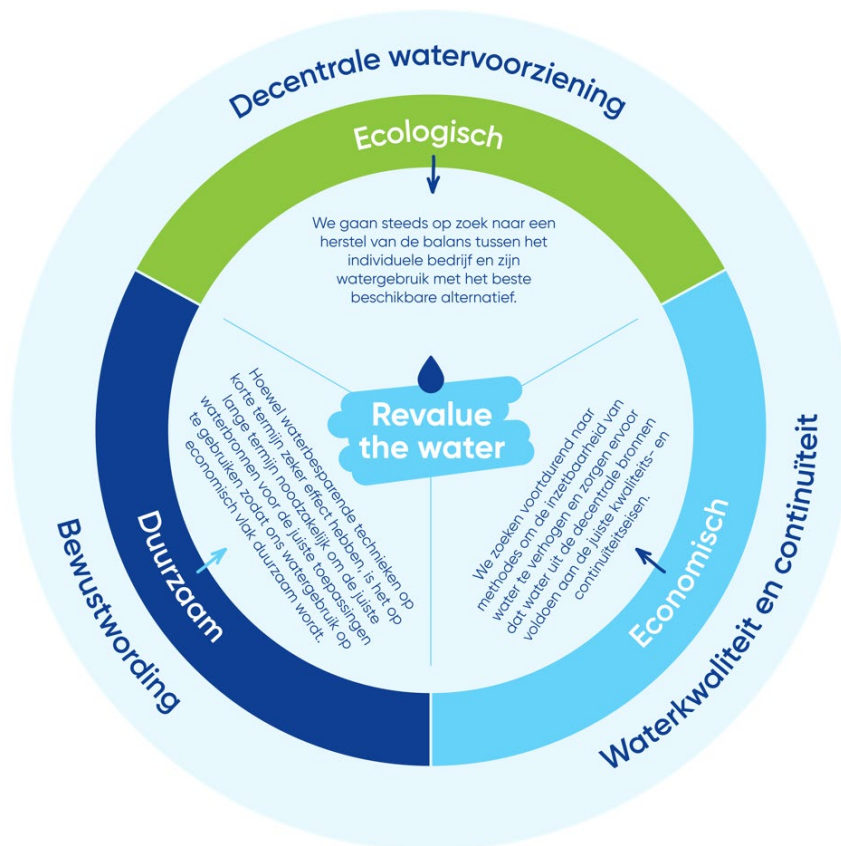 Decentrale watervoorziening
Ecologisch
We gaan steeds op zoek naar een
herstel van de balans tussen het
individuele bedrijf en zijn
watergebruik met het beste
beschikbare alternatief.
Revalue
the water
Waterkwaliteit en continuïteit
Economisch
We zoeken voortdurend naar
methodes om de inzetbaarheid van
water te verhogen en zorgen ervoor
dat water uit de decentrale bronnen
voldoen aan de juiste kwaliteits- en
continuïteitseisen.
Bewustwording
Duurzaam
Hoewel waterbesparende technieken op
korte termijn zeker effect hebben, is het op
lange termijn noodzakelijk om de juiste
waterbronnen voor de juiste toepassingen
te gebruiken zodat ons watergebruik op
economisch vlak duurzaam wordt.